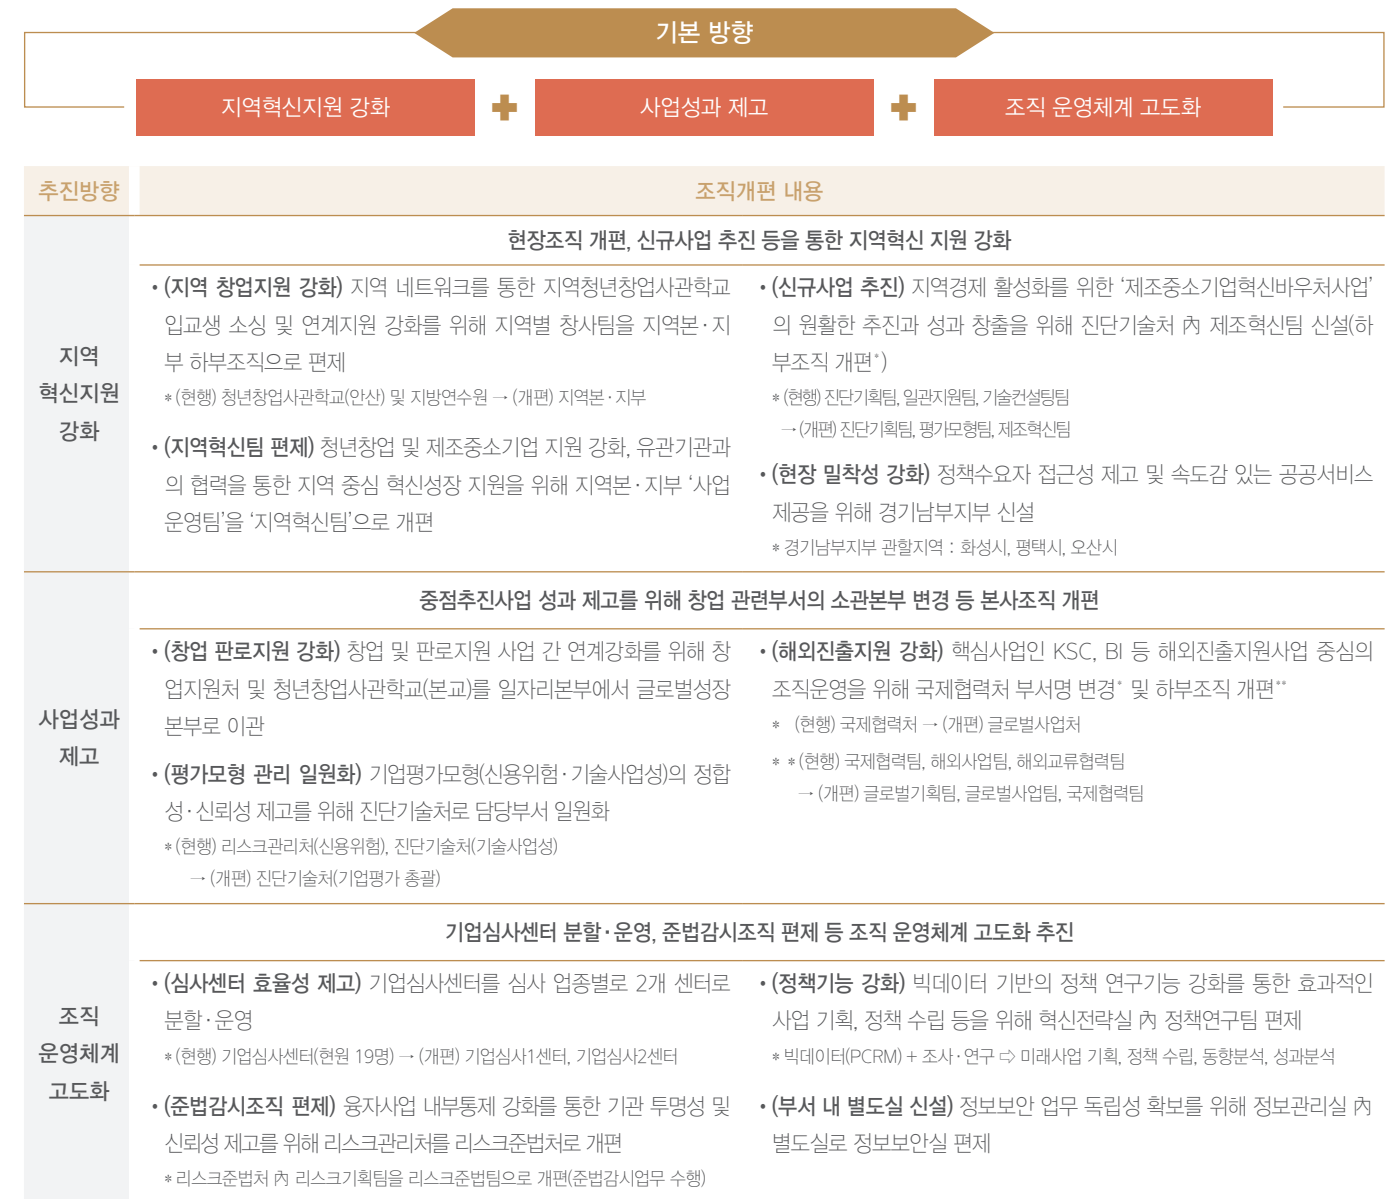 기본 방향
지역혁신지원 강화
사업성과 제고
조직 운영체계 고도화
추진방향
조직개편 내용
지역
혁신지원
강화
현장조직 개편, 신규사업 추진 등을 통한 지역혁신 지원 강화
• (지역 창업지원 강화) 지역 네트워크를 통한 지역청년창업사관학교
입교생 소싱 및 연계지원 강화를 위해 지역별 창사팀을 지역본·지
부 하부조직으로 편제
* (현행) 청년창업사관학교(안산) 및 지방연수원 → (개편) 지역본·지부
• (지역혁신팀 편제) 청년창업 및 제조중소기업 지원 강화, 유관기관과
의 협력을 통한 지역 중심 혁신성장 지원을 위해 지역본·지부 ‘사업
운영팀’을 ‘지역혁신팀’으로 개편
• (신규사업 추진) 지역경제 활성화를 위한 ‘제조중소기업혁신바우처사업’
의 원활한 추진과 성과 창출을 위해 진단기술처 內 제조혁신팀 신설(하
부조직 개편*)
* (현행) 진단기획팀, 일관지원팀, 기술컨설팅팀
→ (개편) 진단기획팀, 평가모형팀, 제조혁신팀
• (현장 밀착성 강화) 정책수요자 접근성 제고 및 속도감 있는 공공서비스
제공을 위해 경기남부지부 신설
* 경기남부지부 관할지역 : 화성시, 평택시, 오산시
사업성과
제고
중점추진사업 성과 제고를 위해 창업 관련부서의 소관본부 변경 등 본사조직 개편
• (창업 판로지원 강화) 창업 및 판로지원 사업 간 연계강화를 위해 창
업지원처 및 청년창업사관학교(본교)를 일자리본부에서 글로벌성장
본부로 이관
• (평가모형 관리 일원화) 기업평가모형(신용위험·기술사업성)의 정합
성·신뢰성 제고를 위해 진단기술처로 담당부서 일원화
* (현행) 리스크관리처(신용위험), 진단기술처(기술사업성)
→ (개편) 진단기술처(기업평가 총괄)
• (해외진출지원 강화) 핵심사업인 KSC, BI 등 해외진출지원사업 중심의
조직운영을 위해 국제협력처 부서명 변경* 및 하부조직 개편**
* (현행) 국제협력처 → (개편) 글로벌사업처
* * (현행) 국제협력팀, 해외사업팀, 해외교류협력팀
→ (개편) 글로벌기획팀, 글로벌사업팀, 국제협력팀
조직
운영체계
고도화
기업심사센터 분할·운영, 준법감시조직 편제 등 조직 운영체계 고도화 추진
• (심사센터 효율성 제고) 기업심사센터를 심사 업종별로 2개 센터로
분할·운영
* (현행) 기업심사센터(현원 19명) → (개편) 기업심사1센터, 기업심사2센터
• (준법감시조직 편제) 융자사업 내부통제 강화를 통한 기관 투명성 및
신뢰성 제고를 위해 리스크관리처를 리스크준법처로 개편
* 리스크준법처 內 리스크기획팀을 리스크준법팀으로 개편(준법감시업무 수행)
• (정책기능 강화) 빅데이터 기반의 정책 연구기능 강화를 통한 효과적인
사업 기획, 정책 수립 등을 위해 혁신전략실 內 정책연구팀 편제
* 빅데이터(PCRM) + 조사·연구 ⇨ 미래사업 기획, 정책 수립, 동향분석, 성과분석
• (부서 내 별도실 신설) 정보보안 업무 독립성 확보를 위해 정보관리실 內
별도실로 정보보안실 편제